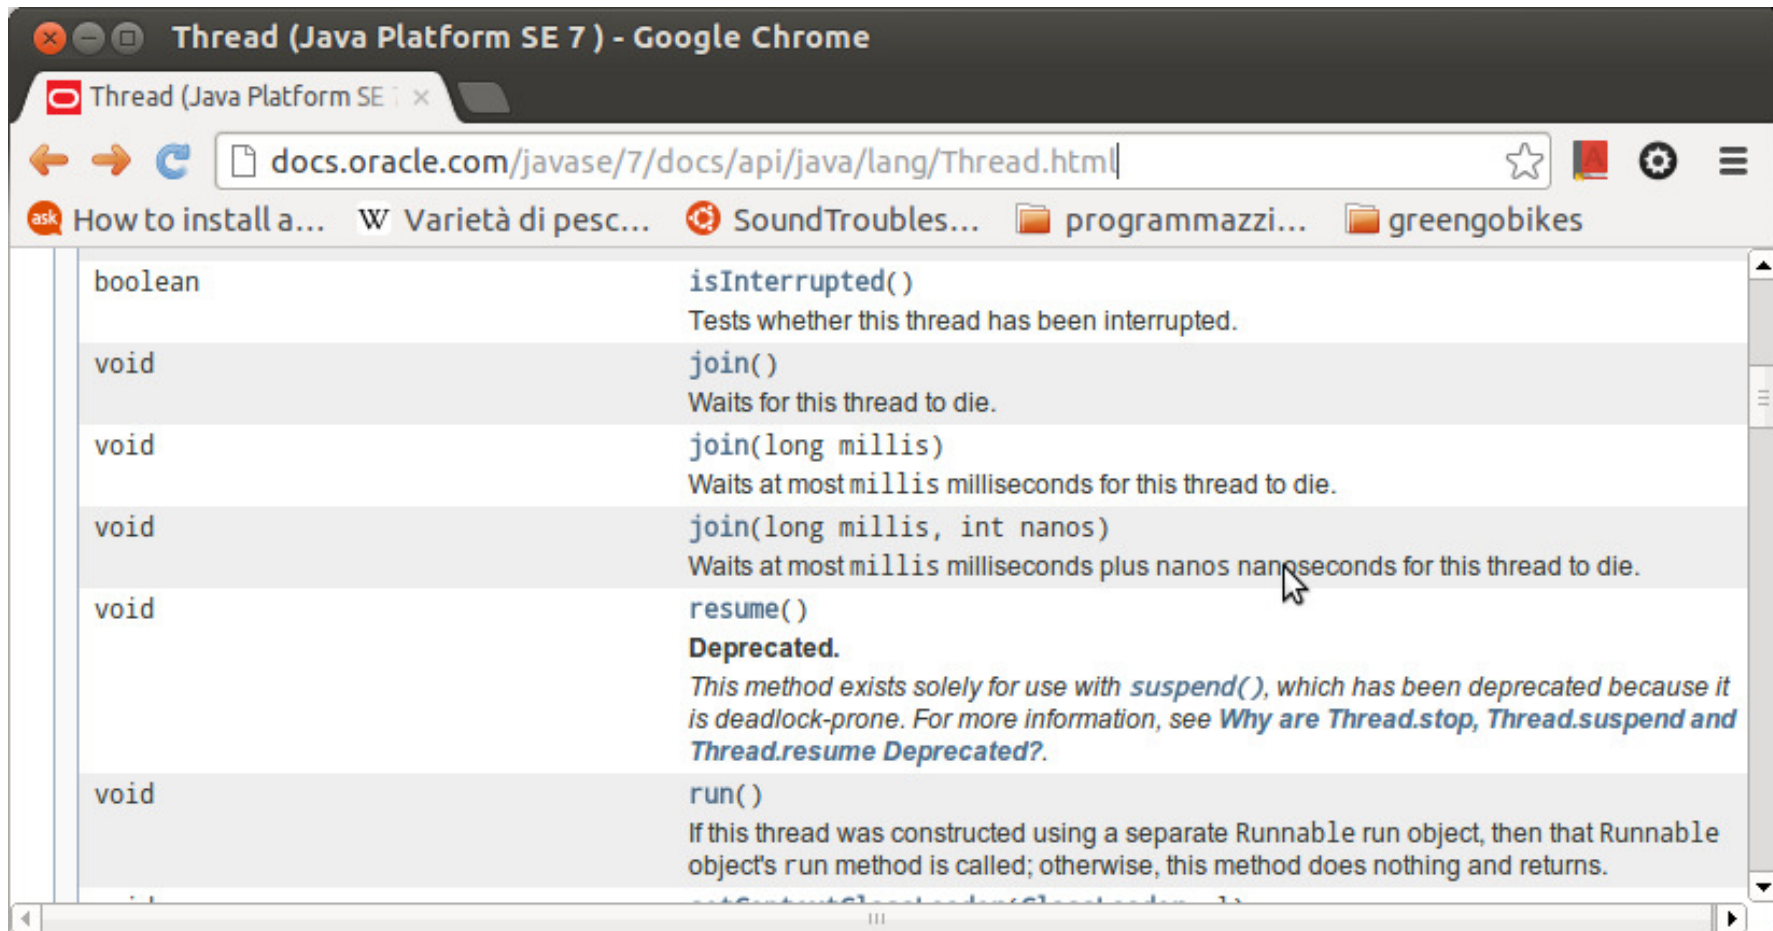 Thread (Java Platform SE 7 ) - Google Chrome
Thread (Java Platform SE 7
docs.oracle.com/javase/7/docs/api/java/lang/Thread.html
ask How to install a... W Varietà di pesc... SoundTroubles... programmazzi... greengobikes
boolean isInterrupted()
Tests whether this thread has been interrupted.
void join()
Waits for this thread to die.
void join(long millis)
Waits at most millis milliseconds for this thread to die.
void join(long millis, int nanos)
Waits at most millis milliseconds plus nanos nanoseconds for this thread to die.
void resume()
Deprecated.
This method exists solely for use with suspend(), which has been deprecated because it
is deadlock-prone. For more information, see Why are Thread.stop, Thread.suspend and
Thread.resume Deprecated?.
void run()
If this thread was constructed using a separate Runnable run object, then that Runnable
object's run method is called; otherwise, this method does nothing and returns.